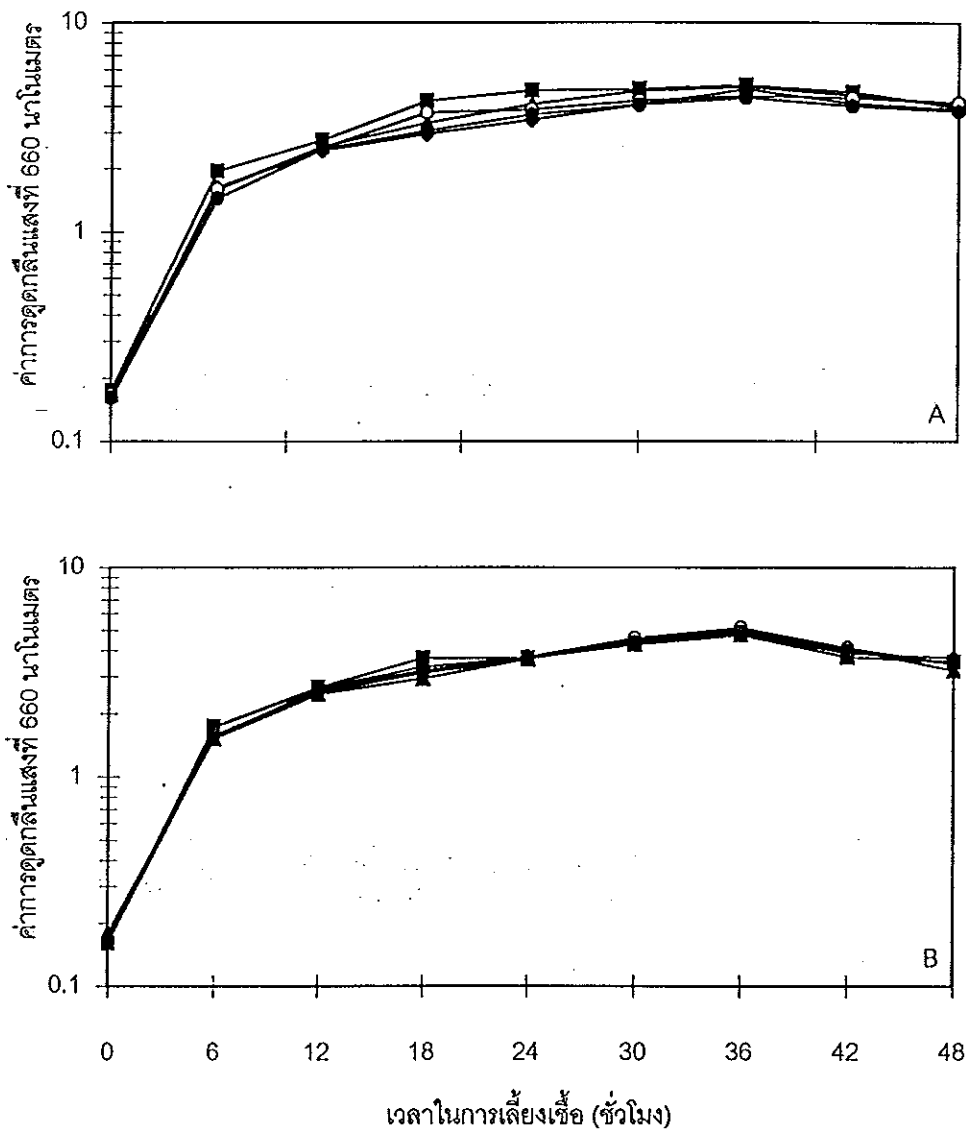 ค่าการดูดกลืนแสงที่ 660 นาโนเมตร
10
1
0.1
A
ค่าการดูดกลืนแสงที่ 660 นาโนเมตร
10
1
0.1
B
0 6 12 18 24 30 36 42 48
เวลาในการเลี้ยงเชื้อ (ชั่วโมง)